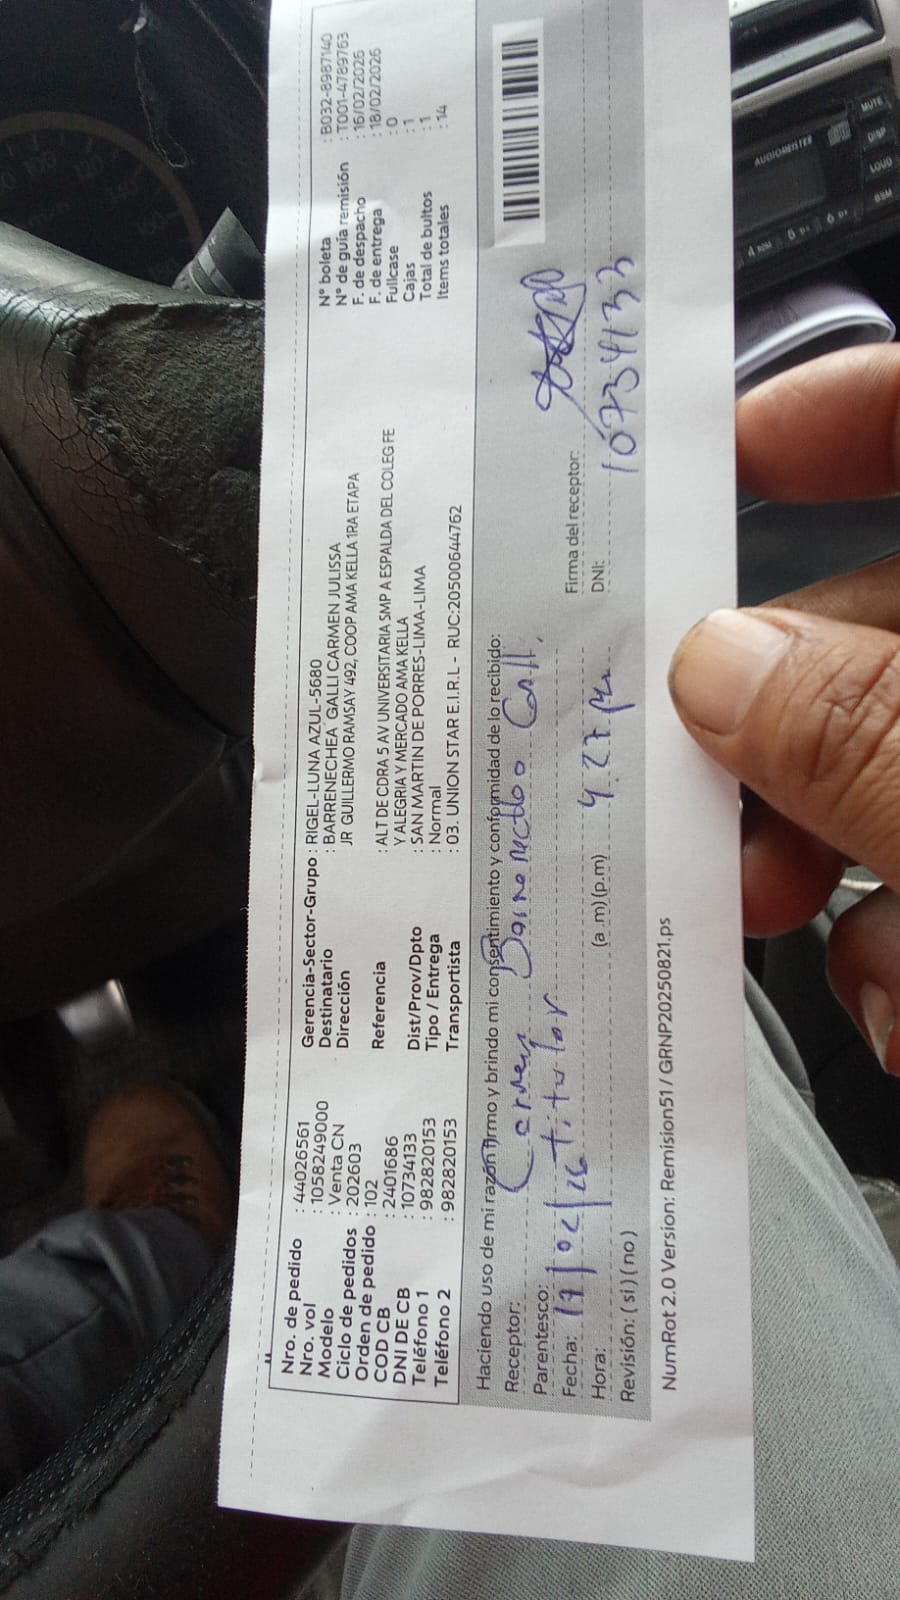 Nro. de pedido : 44026561
Nro. vol : 1058249000
Modelo : Venta CN
Ciclo de pedidos : 202603
Orden de pedido : 102
COD CB : 2401686
DNI DE CB : 10734133
Teléfono 1 : 982820153
Teléfono 2 : 982820153
Gerencia-Sector-Grupo : RIGEL-LUNA AZUL-5680
Destinatario : BARRENECHEA GALLI CARMEN JULISSA
Dirección JR GUILLERMO RAMSAY 492, COOP AMA KELLA 1RA ETAPA
Referencia : ALT DE CDRA 5 AV UNIVERSITARIA SMP A ESPALDA DEL COLEG FE
Y ALEGRIA Y MERCADO AMA KELLA
Dist/Prov/Dpto : SAN MARTIN DE PORRES-LIMA-LIMA
Tipo / Entrega : Normal
Transportista : 03. UNION STAR E.I.R.L - RUC:20500644762
N° boleta : B032-8987140
N° de guía remisión : T001-4789763
F. de despacho : 16/02/2026
F. de entrega : 18/02/2026
Fullcase : 0
Cajas : 1
Total de bultos : 1
Items totales : 14
Haciendo uso de mi razón firmo y brindo mi consentimiento y conformidad de lo recibido:
Receptor: Carmen
Parentesco: titular
Fecha: 17/02/26
Hora: (a .m) (p.m) 4.27 pm
Revisión: ( si ) ( no )
Firma del receptor:
DNI: 10734133
NumRot 2.0 Version: Remision51 / GRNP20250821.ps
AUDIOMEISTER
MUTE
DISP
LOUD